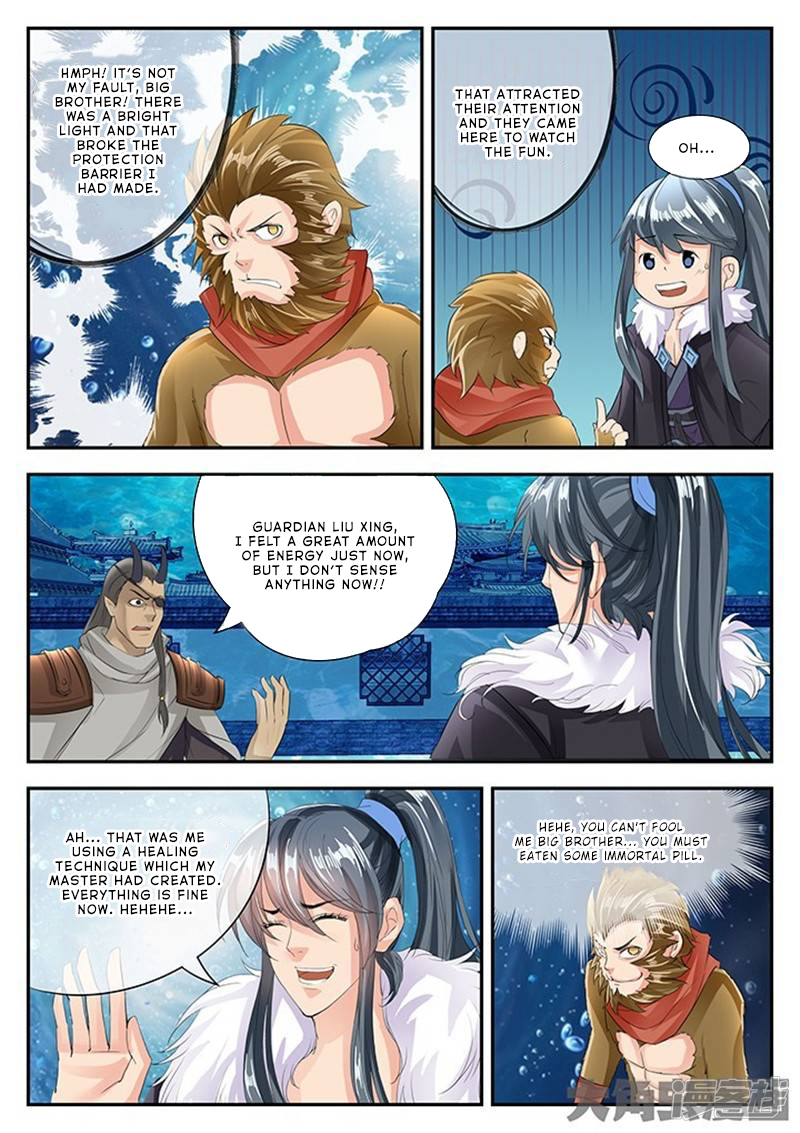 HMPH! IT'S NOT
MY FAULT, BIG
BROTHER! THERE
WAS A BRIGHT
LIGHT AND THAT
BROKE THE
PROTECTION
BARRIER I
HAD MADE.
THAT ATTRACTED
THEIR ATTENTION
AND THEY CAME
HERE TO WATCH
THE FUN.
OH...
GUARDIAN LIU XING,
I FELT A GREAT AMOUNT
OF ENERGY JUST NOW,
BUT I DON'T SENSE
ANYTHING NOW!!
AH... THAT WAS ME
USING A HEALING
TECHNIQUE WHICH MY
MASTER HAD CREATED.
EVERYTHING IS FINE
NOW. HEHEHE...
HEHE, YOU CAN'T FOOL
ME BIG BROTHER... YOU MUST
EATEN SOME IMMORTAL PILL.